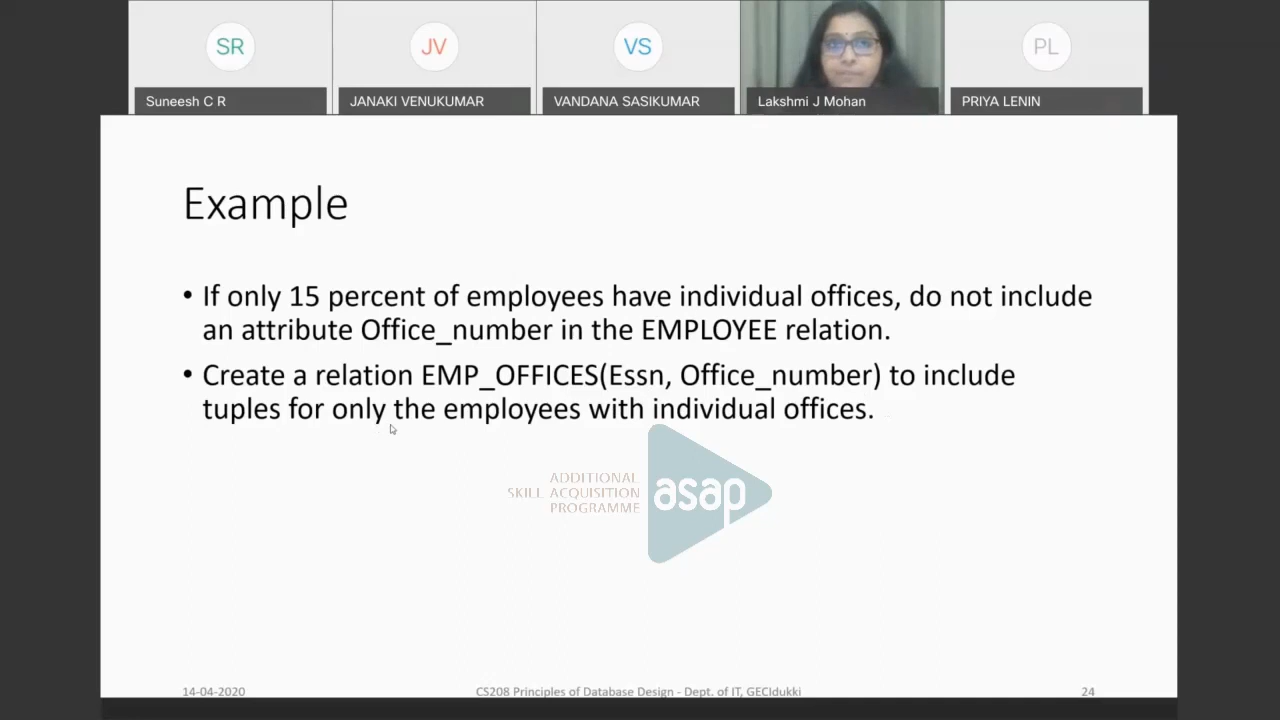 SR
JV
VS
PL
Suneesh C R
JANAKI VENUKUMAR
VANDANA SASIKUMAR
Lakshmi J Mohan
PRIYA LENIN
Example
• If only 15 percent of employees have individual offices, do not include
an attribute Office_number in the EMPLOYEE relation.
• Create a relation EMP_OFFICES(Essn, Office_number) to include
tuples for only the employees with individual offices.
ADDITIONAL
SKILL ACQUISITION
PROGRAMME
asap
14-04-2020
CS208 Principles of Database Design - Dept. of IT, GECIdukki
24